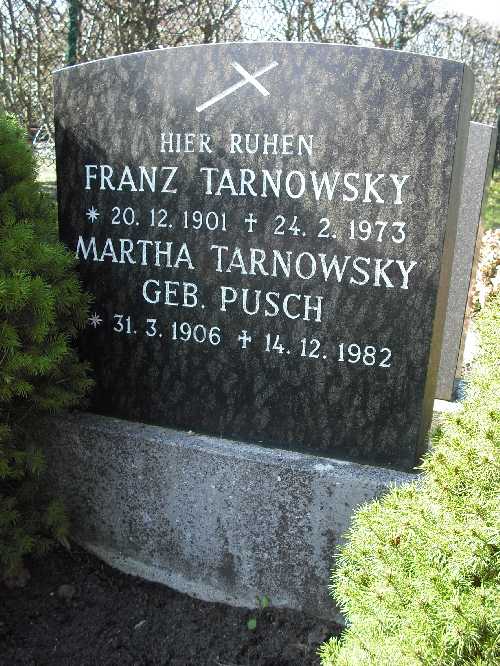 HIER RUHEN
FRANZ TARNOWSKY
* 20. 12. 1901 † 24. 2. 1973
MARTHA TARNOWSKY
GEB. PUSCH
* 31. 3. 1906 † 14. 12. 1982